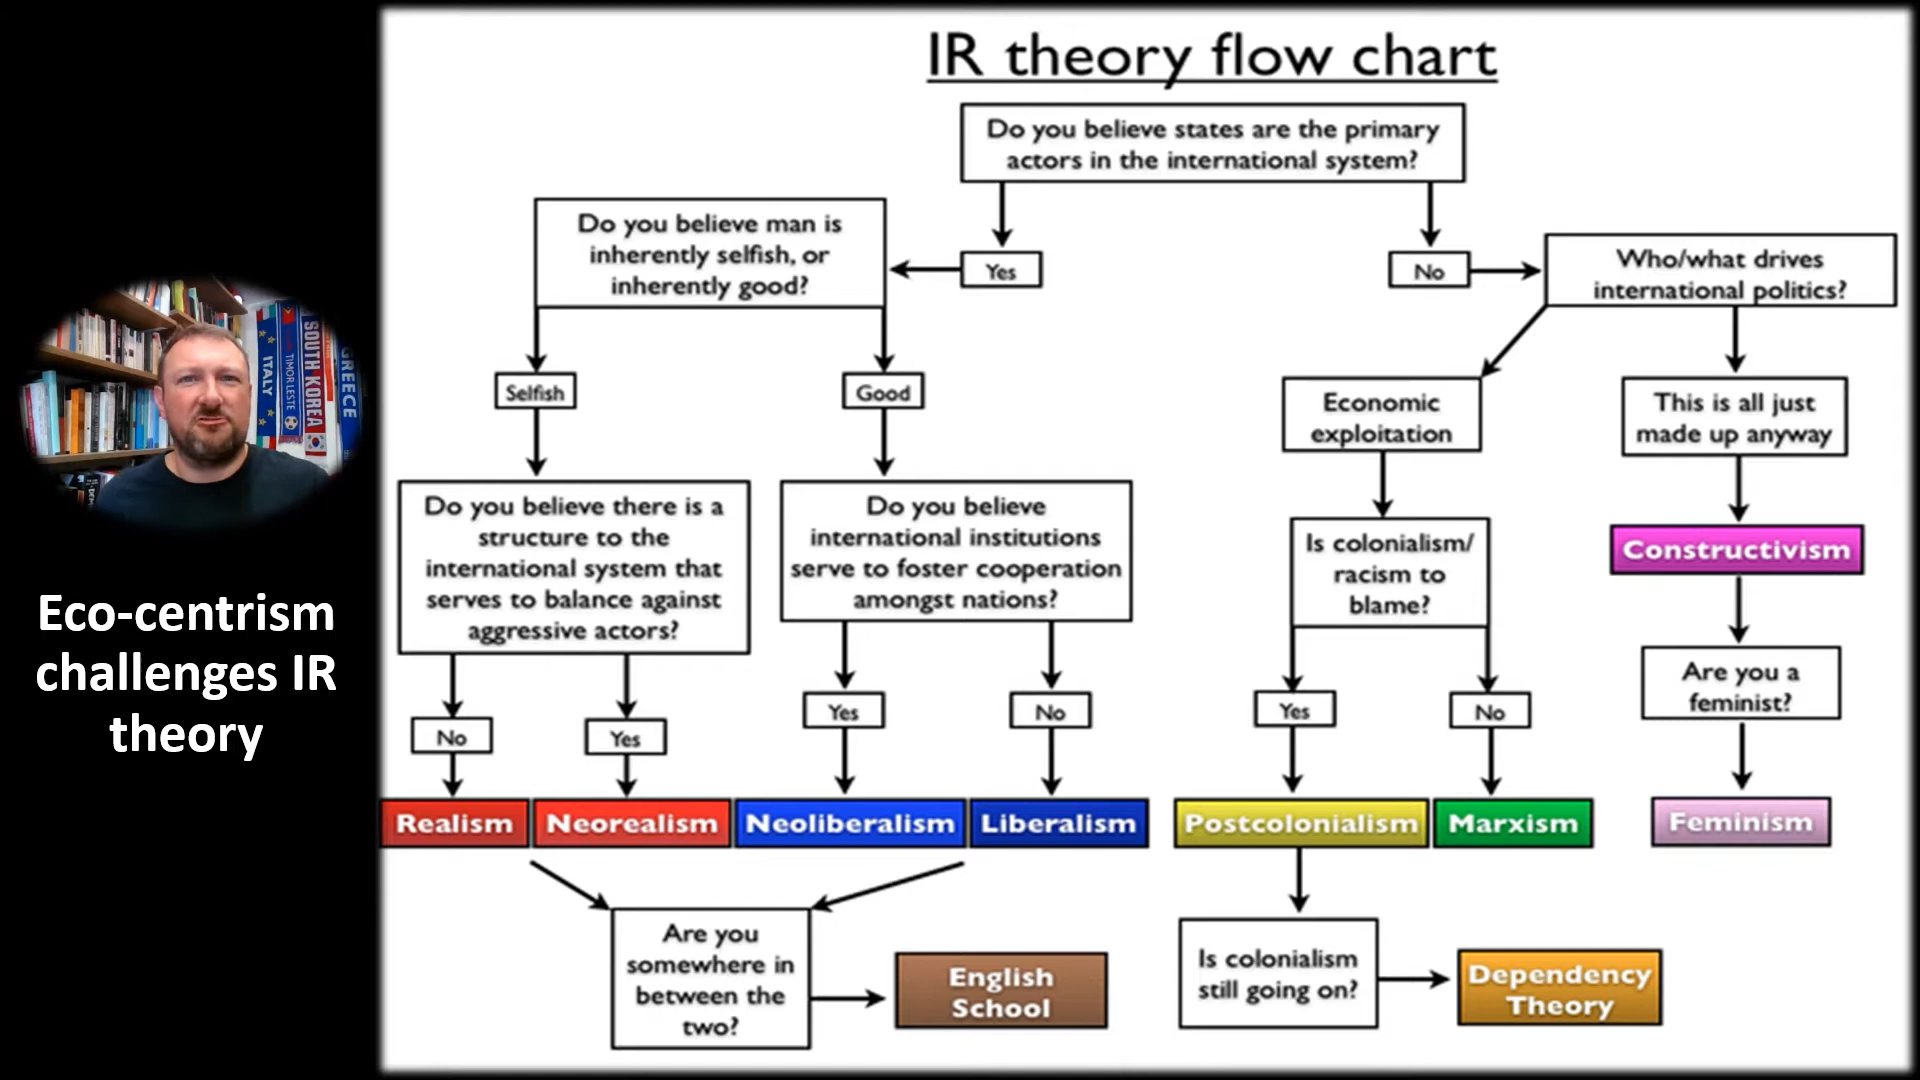 IR theory flow chart
Do you believe states are the primary
actors in the international system?
Do you believe man is
inherently selfish, or
inherently good?
Yes
No
Who/what drives
international politics?
Selfish
Good
Economic
exploitation
This is all just
made up anyway
Do you believe there is a
structure to the
international system that
serves to balance against
aggressive actors?
Do you believe
international institutions
serve to foster cooperation
amongst nations?
Is colonialism/
racism to
blame?
Constructivism
Are you a
feminist?
No
Yes
Yes
No
Yes
No
Realism
Neorealism
Neoliberalism
Liberalism
Postcolonialism
Marxism
Feminism
Are you
somewhere in
between the
two?
English
School
Is colonialism
still going on?
Dependency
Theory
ITALY
TIMOR LESTE
SOUTH KOREA
GREECE
Eco-centrism
challenges IR
theory